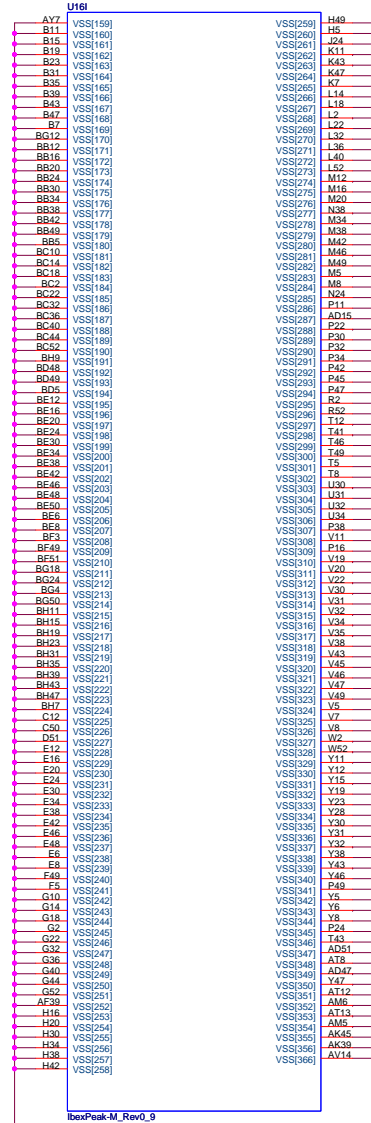 U16I
AY7 VSS[159] VSS[259] H49
B11 VSS[160] VSS[260] H5
B15 VSS[161] VSS[261] J24
B19 VSS[162] VSS[262] K11
B23 VSS[163] VSS[263] K43
B31 VSS[164] VSS[264] K47
B35 VSS[165] VSS[265] K7
B39 VSS[166] VSS[266] L14
B43 VSS[167] VSS[267] L18
B47 VSS[168] VSS[268] L2
B7 VSS[169] VSS[269] L22
BG12 VSS[170] VSS[270] L32
BB12 VSS[171] VSS[271] L36
BB16 VSS[172] VSS[272] L40
BB20 VSS[173] VSS[273] L52
BB24 VSS[174] VSS[274] M12
BB30 VSS[175] VSS[275] M16
BB34 VSS[176] VSS[276] M20
BB38 VSS[177] VSS[277] N38
BB42 VSS[178] VSS[278] M34
BB49 VSS[179] VSS[279] M38
BB5 VSS[180] VSS[280] M42
BC10 VSS[181] VSS[281] M46
BC14 VSS[182] VSS[282] M49
BC18 VSS[183] VSS[283] M5
BC2 VSS[184] VSS[284] M8
BC22 VSS[185] VSS[285] N24
BC32 VSS[186] VSS[286] P11
BC36 VSS[187] VSS[287] AD15
BC40 VSS[188] VSS[288] P22
BC44 VSS[189] VSS[289] P30
BC52 VSS[190] VSS[290] P32
BH9 VSS[191] VSS[291] P34
BD48 VSS[192] VSS[292] P42
BD49 VSS[193] VSS[293] P45
BD5 VSS[194] VSS[294] P47
BE12 VSS[195] VSS[295] R2
BE16 VSS[196] VSS[296] R52
BE20 VSS[197] VSS[297] T12
BE24 VSS[198] VSS[298] T41
BE30 VSS[199] VSS[299] T46
BE34 VSS[200] VSS[300] T49
BE38 VSS[201] VSS[301] T5
BE42 VSS[202] VSS[302] T8
BE46 VSS[203] VSS[303] U30
BE48 VSS[204] VSS[304] U31
BE50 VSS[205] VSS[305] U32
BE6 VSS[206] VSS[306] U34
BE8 VSS[207] VSS[307] P38
BF3 VSS[208] VSS[308] V11
BF49 VSS[209] VSS[309] P16
BF51 VSS[210] VSS[310] V19
BG18 VSS[211] VSS[311] V20
BG24 VSS[212] VSS[312] V22
BG4 VSS[213] VSS[313] V30
BG50 VSS[214] VSS[314] V31
BH11 VSS[215] VSS[315] V32
BH15 VSS[216] VSS[316] V34
BH19 VSS[217] VSS[317] V35
BH23 VSS[218] VSS[318] V38
BH31 VSS[219] VSS[319] V43
BH35 VSS[220] VSS[320] V45
BH39 VSS[221] VSS[321] V46
BH43 VSS[222] VSS[322] V47
BH47 VSS[223] VSS[323] V49
BH7 VSS[224] VSS[324] V5
C12 VSS[225] VSS[325] V7
C50 VSS[226] VSS[326] V8
D51 VSS[227] VSS[327] W2
E12 VSS[228] VSS[328] W52
E16 VSS[229] VSS[329] Y11
E20 VSS[230] VSS[330] Y12
E24 VSS[231] VSS[331] Y15
E30 VSS[232] VSS[332] Y19
E34 VSS[233] VSS[333] Y23
E38 VSS[234] VSS[334] Y28
E42 VSS[235] VSS[335] Y30
E46 VSS[236] VSS[336] Y31
E48 VSS[237] VSS[337] Y32
E6 VSS[238] VSS[338] Y38
E8 VSS[239] VSS[339] Y43
F49 VSS[240] VSS[340] Y46
F5 VSS[241] VSS[341] P49
G10 VSS[242] VSS[342] Y5
G14 VSS[243] VSS[343] Y6
G18 VSS[244] VSS[344] Y8
G2 VSS[245] VSS[345] P24
G22 VSS[246] VSS[346] T43
G32 VSS[247] VSS[347] AD51
G36 VSS[248] VSS[348] AT8
G40 VSS[249] VSS[349] AD47
G44 VSS[250] VSS[350] Y47
G52 VSS[251] VSS[351] AT12
AF39 VSS[252] VSS[352] AM6
H16 VSS[253] VSS[353] AT13
H20 VSS[254] VSS[354] AM5
H30 VSS[255] VSS[355] AK45
H34 VSS[256] VSS[356] AK39
H38 VSS[257] VSS[366] AV14
H42 VSS[258]
IbexPeak-M_Rev0_9